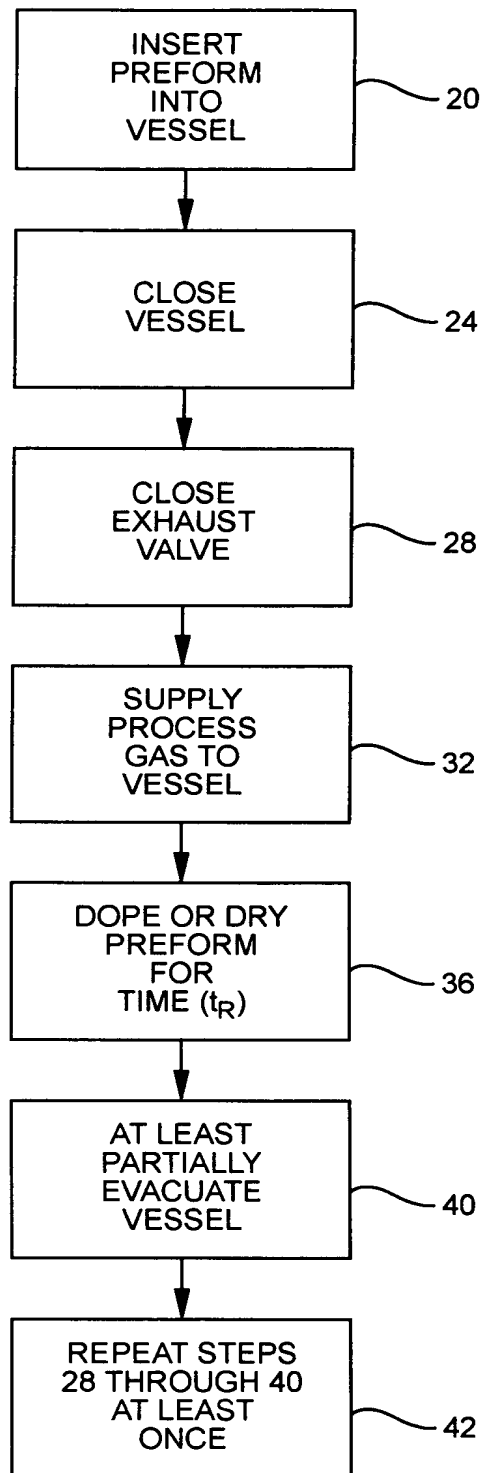 INSERT
PREFORM
INTO
VESSEL
20
CLOSE
VESSEL
24
CLOSE
EXHAUST
VALVE
28
SUPPLY
PROCESS
GAS TO
VESSEL
32
DOPE OR DRY
PREFORM
FOR
TIME (tR)
36
AT LEAST
PARTIALLY
EVACUATE
VESSEL
40
REPEAT STEPS
28 THROUGH 40
AT LEAST
ONCE
42